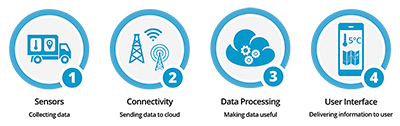 1
2
3
5°C
4
Sensors
Connectivity
Data Processing
User Interface
Collecting data
Sending data to cloud
Making data useful
Delivering information to user